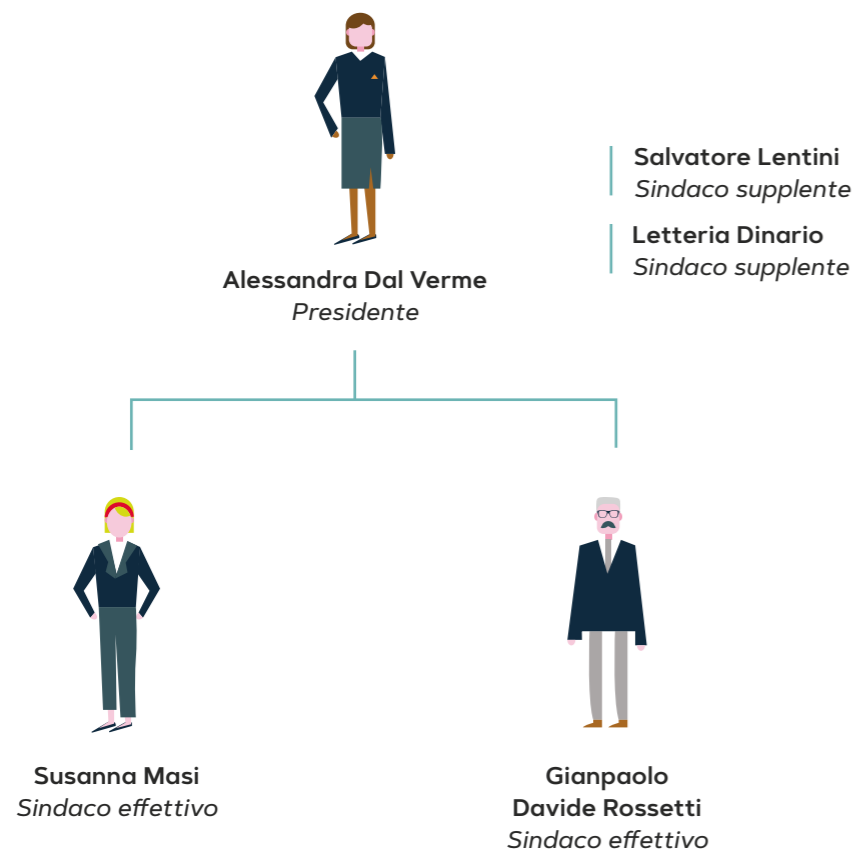 Alessandra Dal Verme
Presidente
Salvatore Lentini
Sindaco supplente
Letteria Dinario
Sindaco supplente
Susanna Masi
Sindaco effettivo
Gianpaolo
Davide Rossetti
Sindaco effettivo